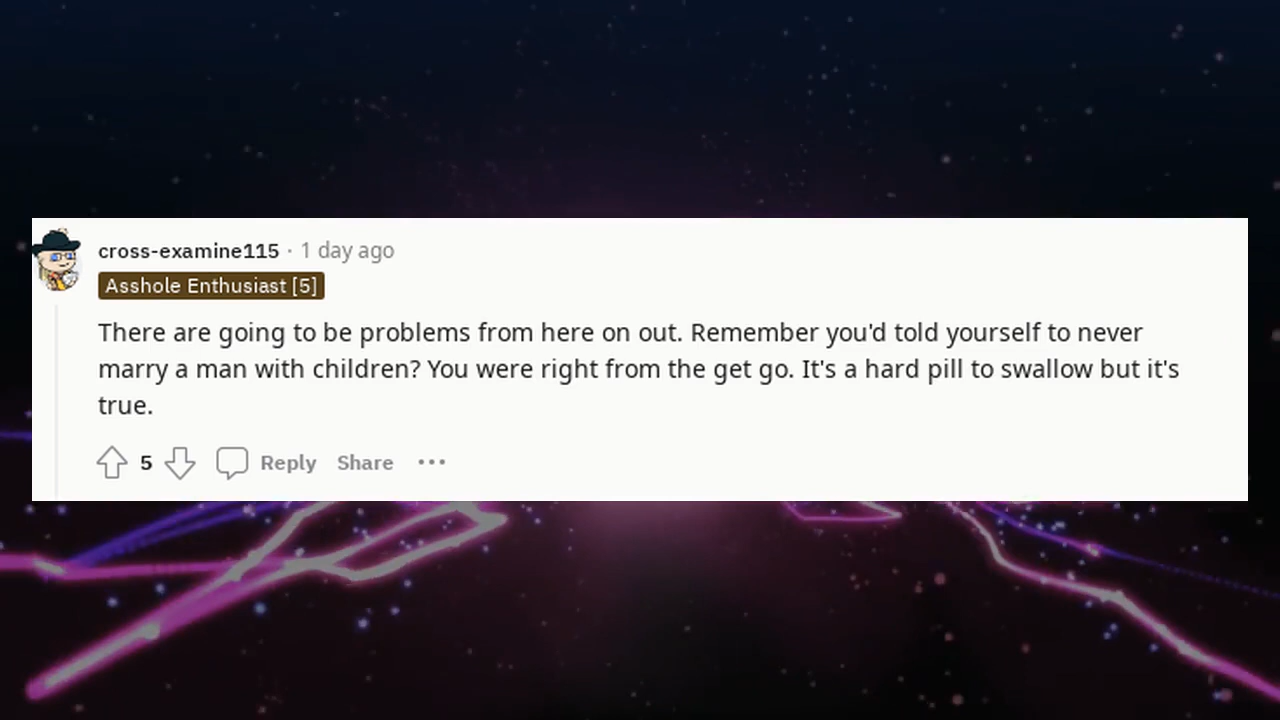 cross-examine115 · 1 day ago
Asshole Enthusiast [5]
There are going to be problems from here on out. Remember you'd told yourself to never
marry a man with children? You were right from the get go. It's a hard pill to swallow but it's
true.
5 Reply Share ···